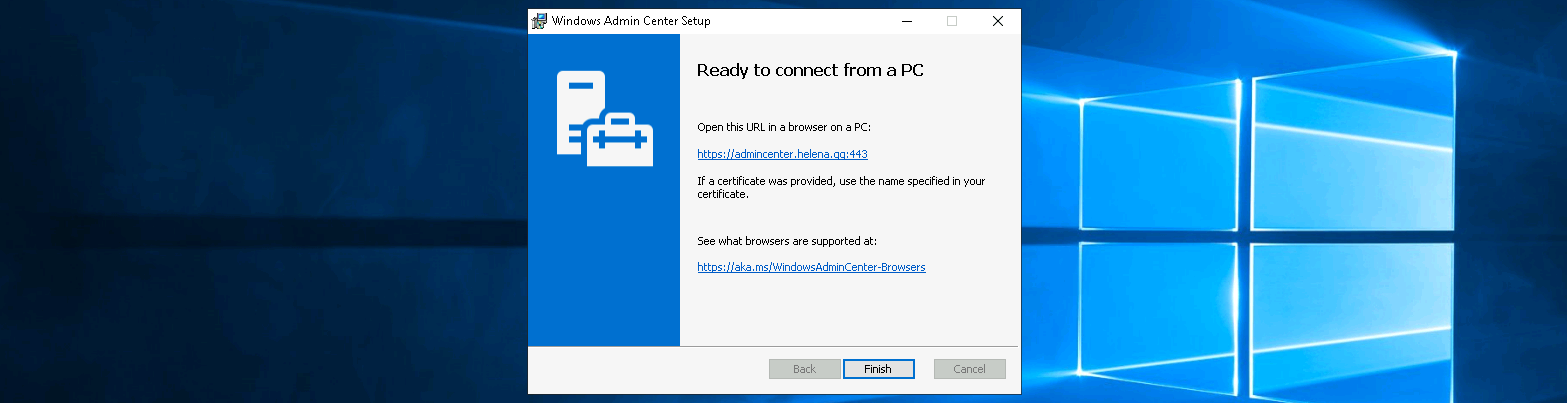 Windows Admin Center Setup
Ready to connect from a PC
Open this URL in a browser on a PC:
https://admincenter.helena.gg:443
If a certificate was provided, use the name specified in your
certificate.
See what browsers are supported at:
https://aka.ms/WindowsAdminCenter-Browsers
Back Finish Cancel